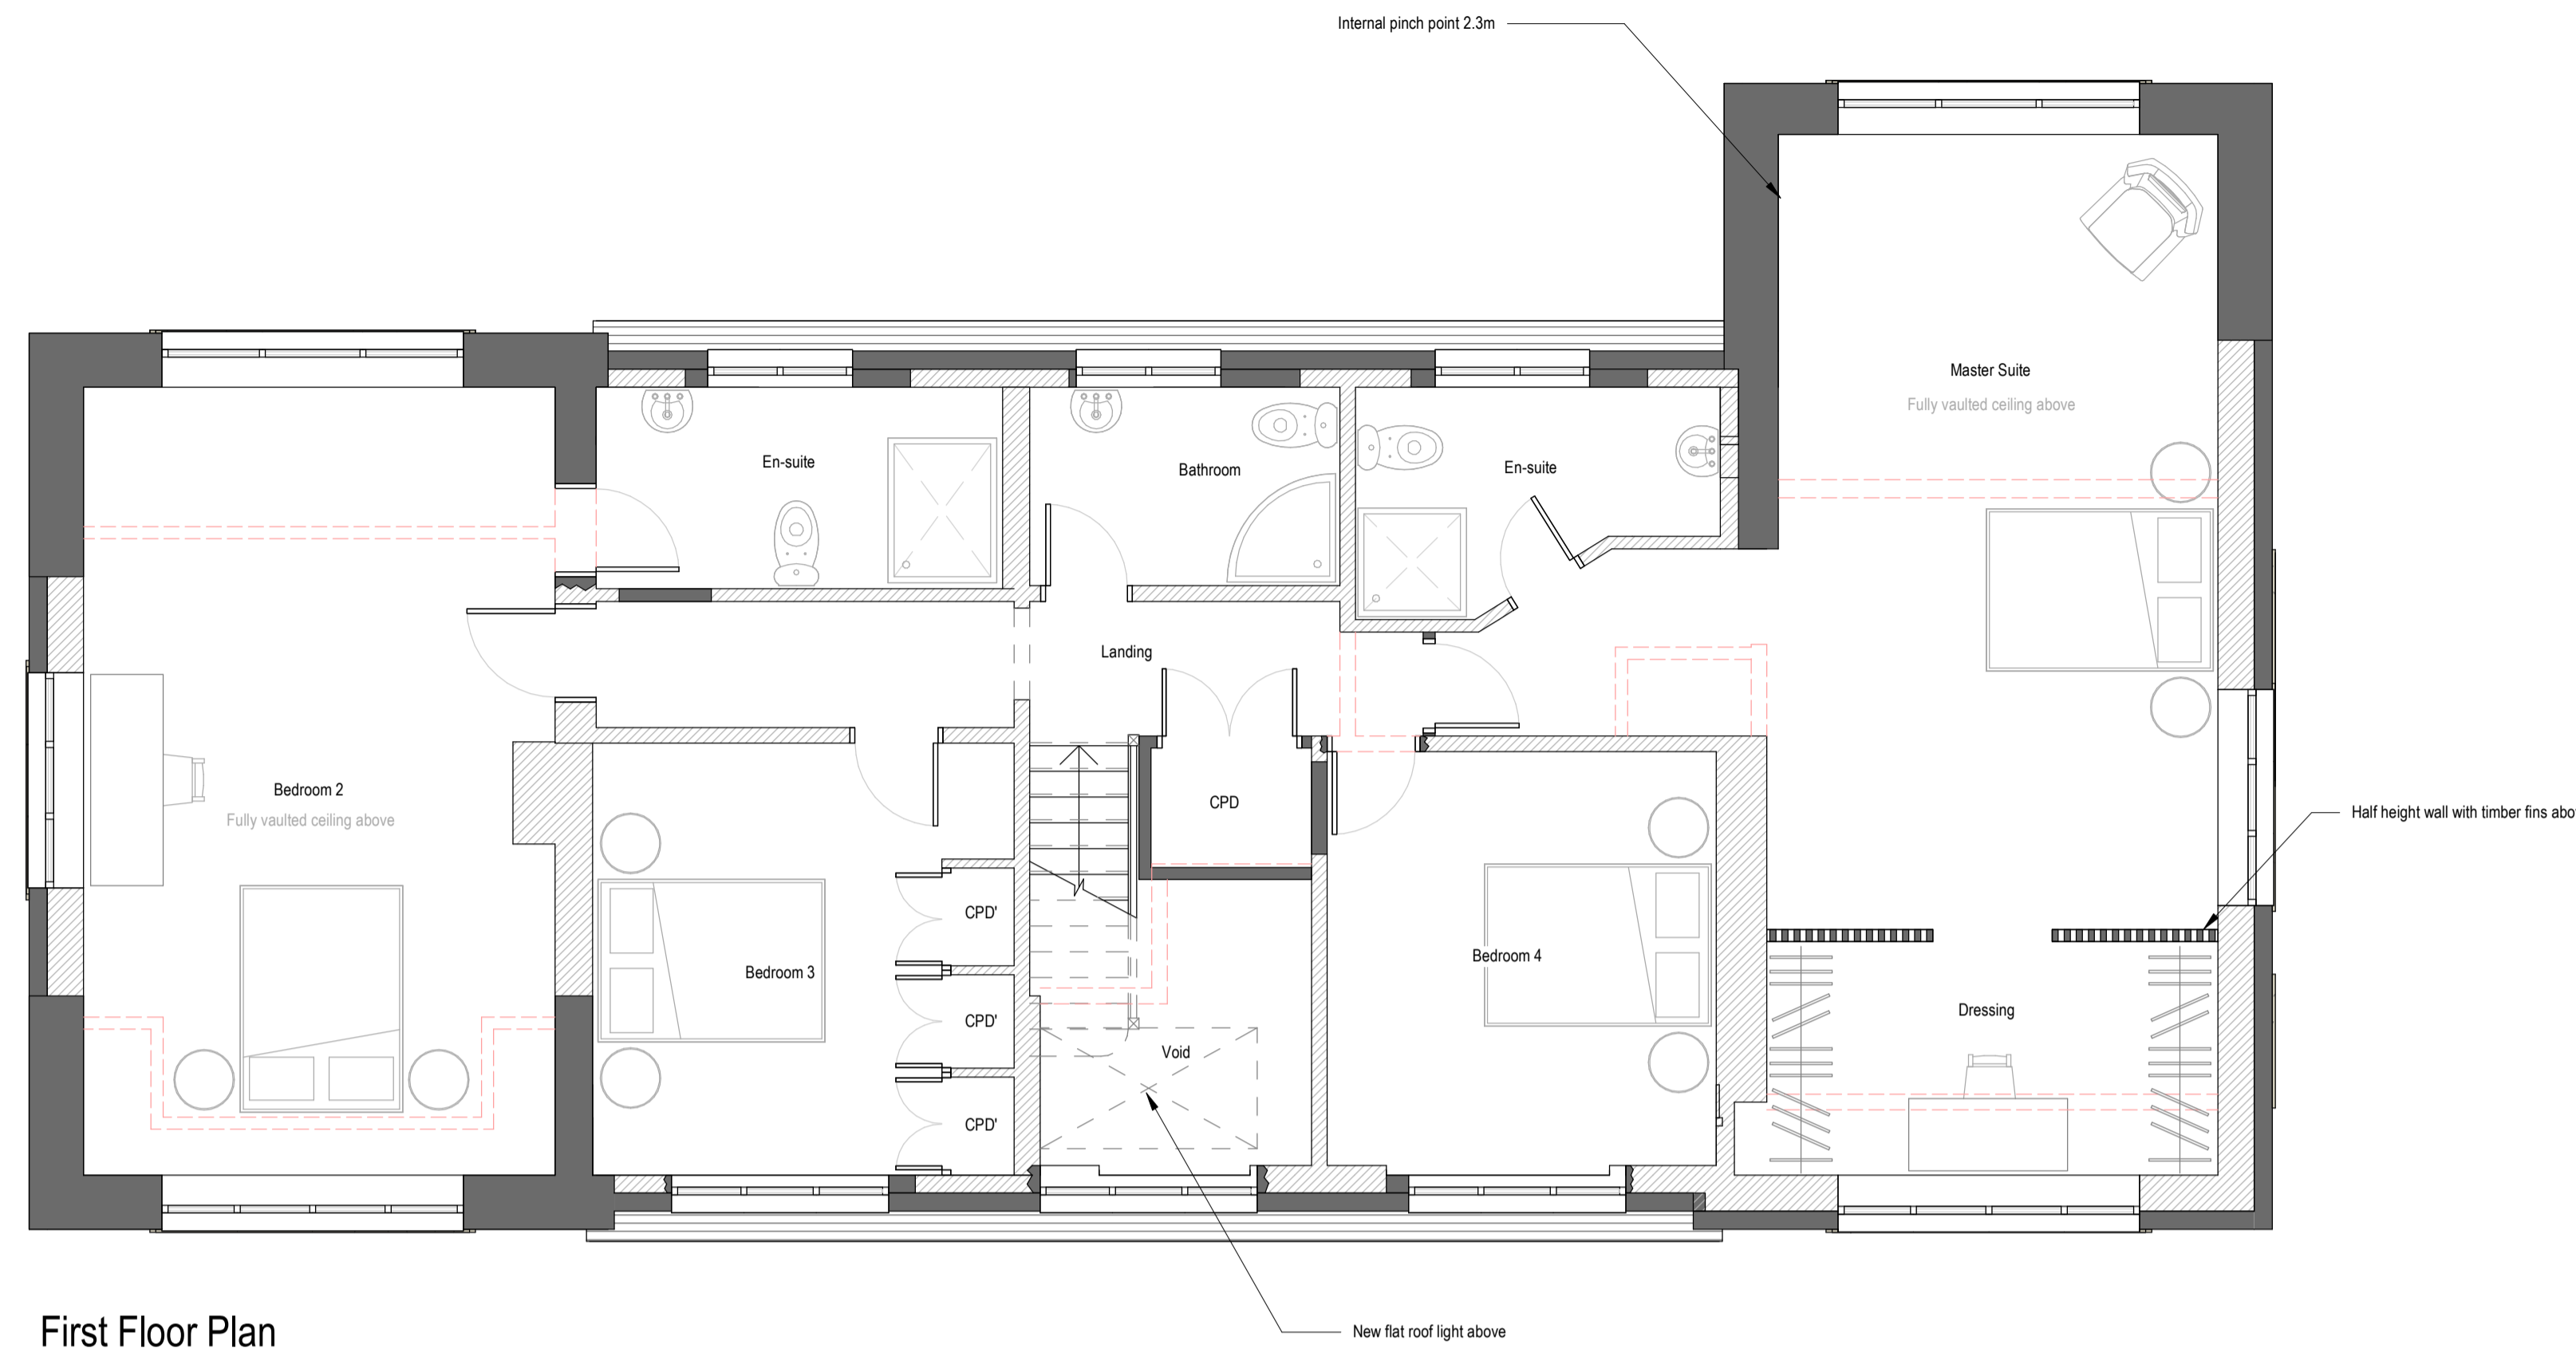 Internal pinch point 2.3m
Master Suite
Fully vaulted ceiling above
En-suite
Bathroom
En-suite
Landing
Bedroom 2
Fully vaulted ceiling above
CPD
Half height wall with timber fins abo
CPD'
Bedroom 3
Bedroom 4
CPD'
Dressing
Void
CPD'
First Floor Plan
New flat roof light above